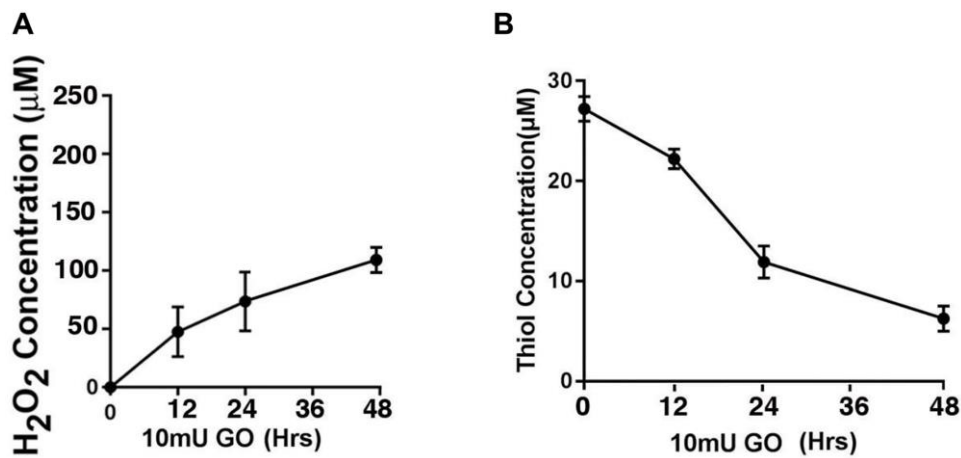 A
H2O2 Concentration (μM)
250
200
150
100
50
0
0 12 24 36 48
10mU GO (Hrs)
B
Thiol Concentration(μM)
30
20
10
0
0 12 24 36 48
10mU GO (Hrs)